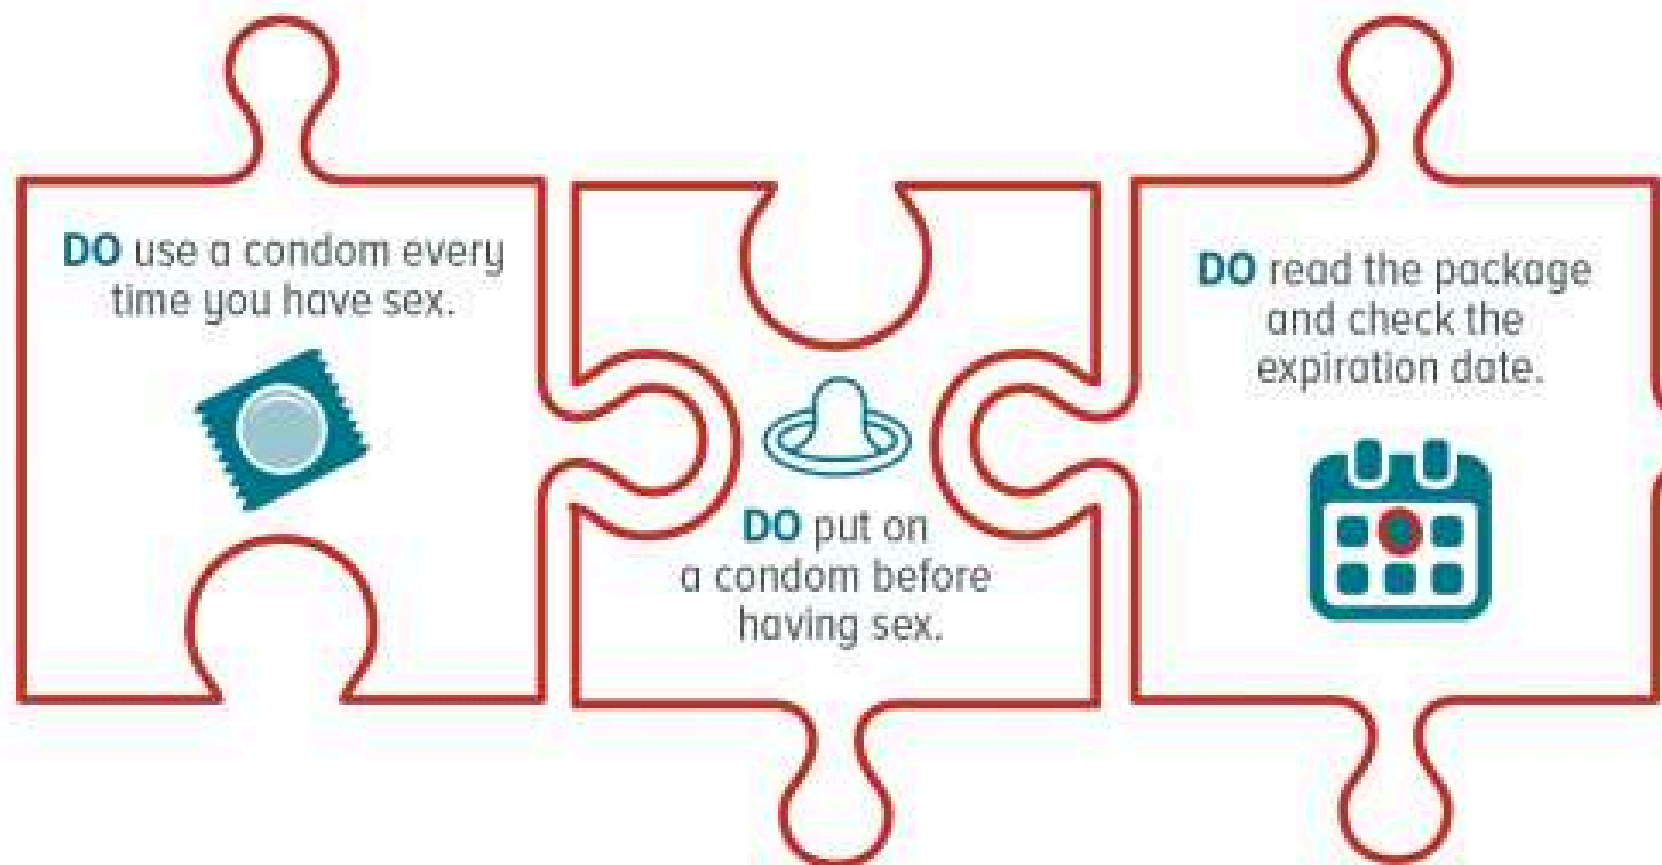 DO use a condom every
time you have sex.
DO put on
a condom before
having sex.
DO read the package
and check the
expiration date.